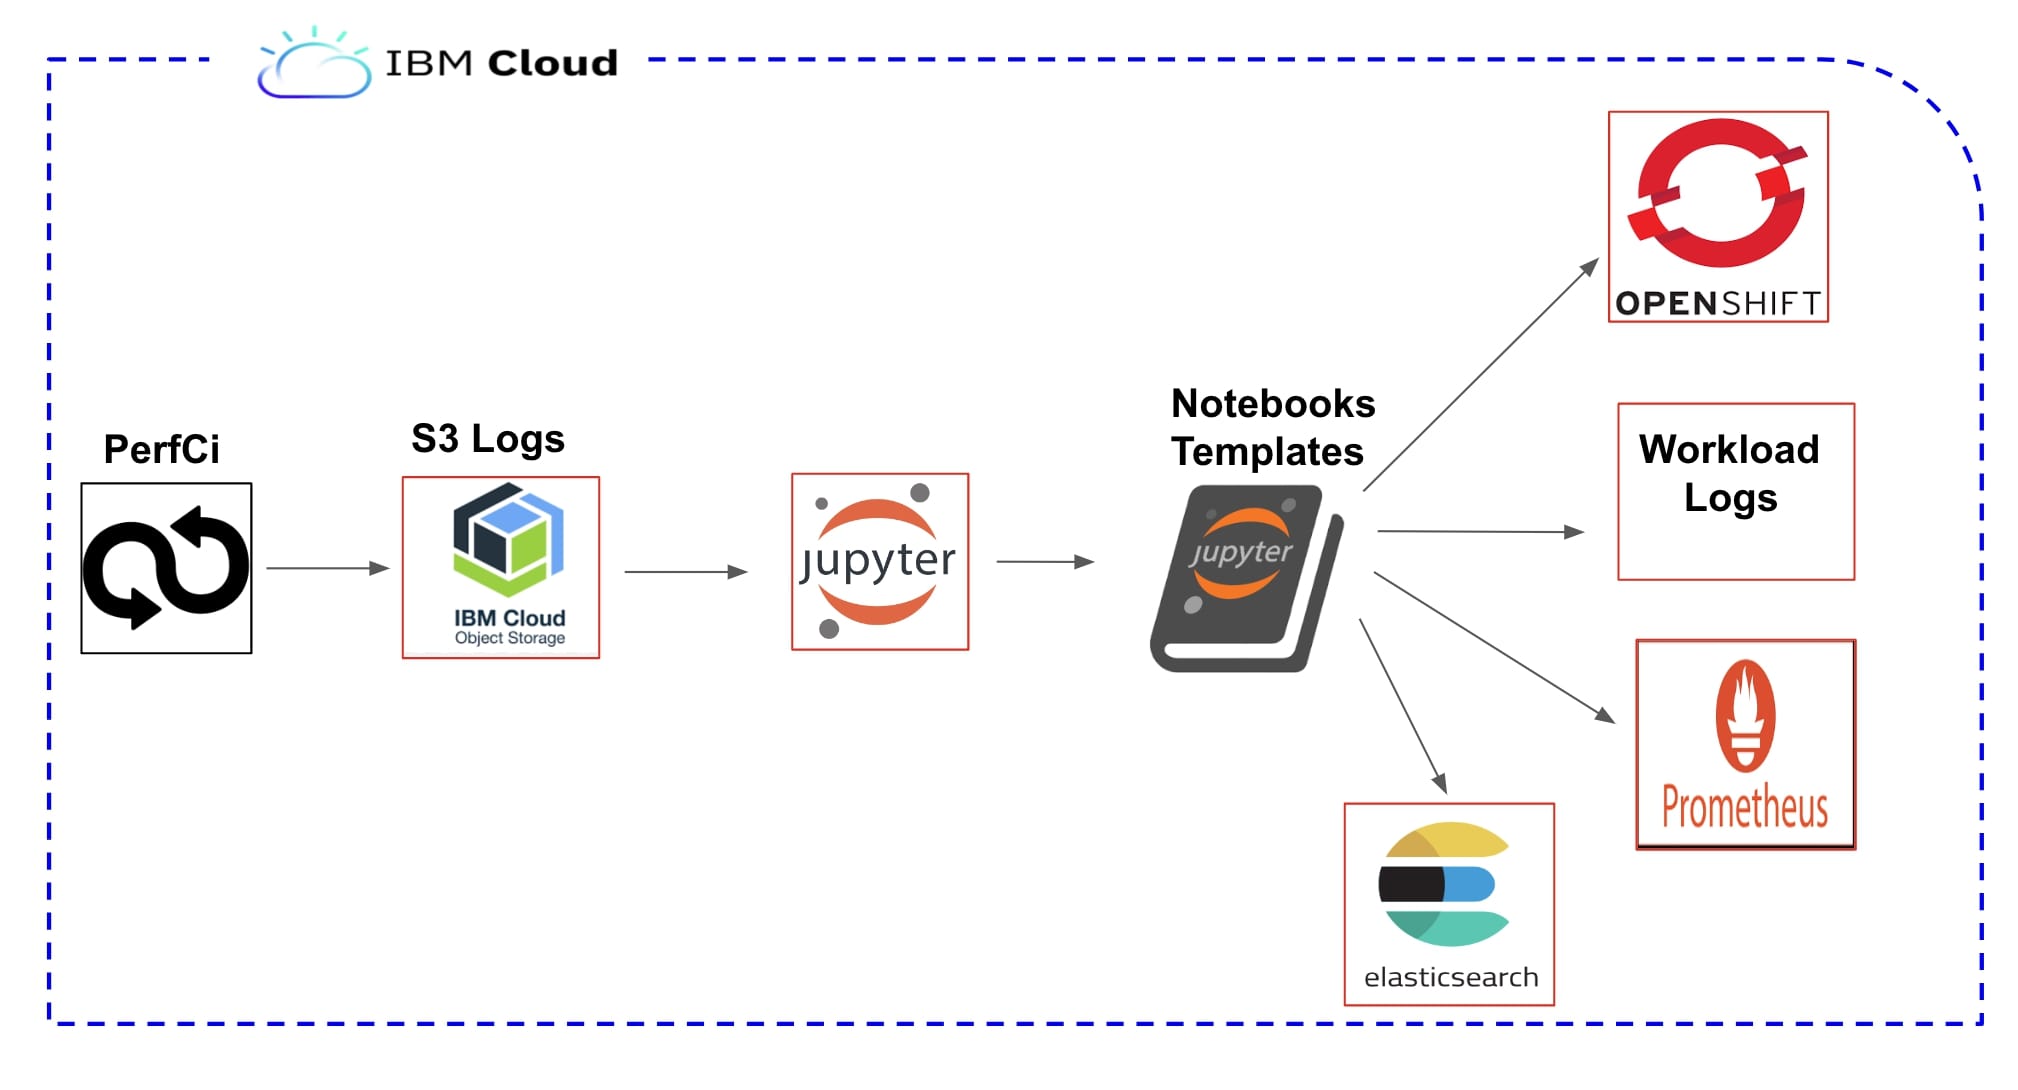 IBM Cloud
PerfCi
S3 Logs
IBM Cloud
Object Storage
jupyter
Notebooks
Templates
jupyter
OPENSHIFT
Workload
Logs
Prometheus
elasticsearch